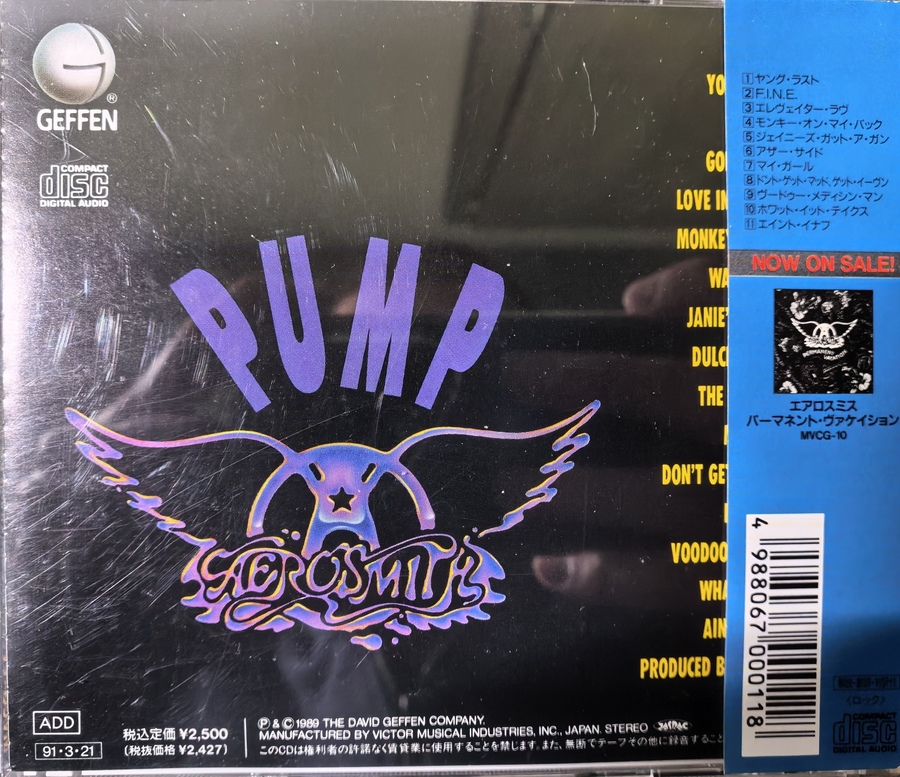 GEFFEN
COMPACT
disc
DIGITAL AUDIO
PUMP
AEROSMITH
YO
GO
LOVE IN
MONKEY
WA
JANIE'
DULC
THE
DON'T GE
VOODOO
WHA
AIN
PRODUCED B
ADD
91・3・21
税込定価 ¥2,500
(税抜価格 ¥2,427)
Ⓟ & © 1989 THE DAVID GEFFEN COMPANY.
MANUFACTURED BY VICTOR MUSICAL INDUSTRIES, INC., JAPAN. STEREO
このCDは権利者の許諾なく賃貸業に使用することを禁じます。また、無断でテープその他に録音すること
1 ヤング・ラスト
2 F.I.N.E.
3 エレヴェイター・ラヴ
4 モンキー・オン・マイ・バック
5 ジェイニーズ・ガット・ア・ガン
6 アザー・サイド
7 マイ・ガール
8 ドント・ゲット・マッド,ゲット・イーヴン
9 ヴードゥー・メディシン・マン
10 ホワット・イット・テイクス
11 エイント・イナフ
NOW ON SALE!
PERMANENT
VACATION
エアロスミス
パーマネント・ヴァケイション
MVCG-10
4 988067 000118
〈ロック〉
COMPACT
disc
DIGITAL AUDIO